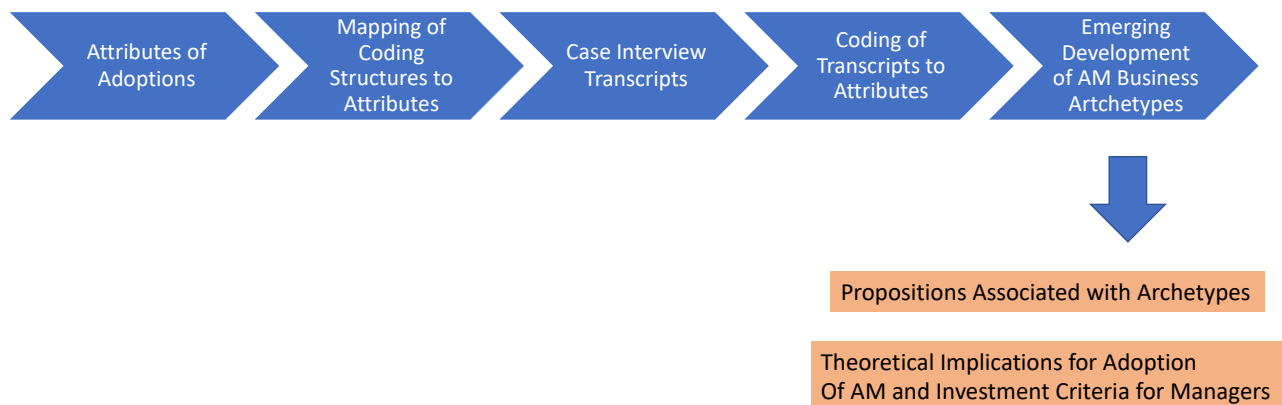 Attributes of
Adoptions
Mapping of
Coding
Structures to
Attributes
Case Interview
Transcripts
Coding of
Transcripts to
Attributes
Emerging
Development
of AM Business
Artchetypes
Propositions Associated with Archetypes
Theoretical Implications for Adoption
Of AM and Investment Criteria for Managers